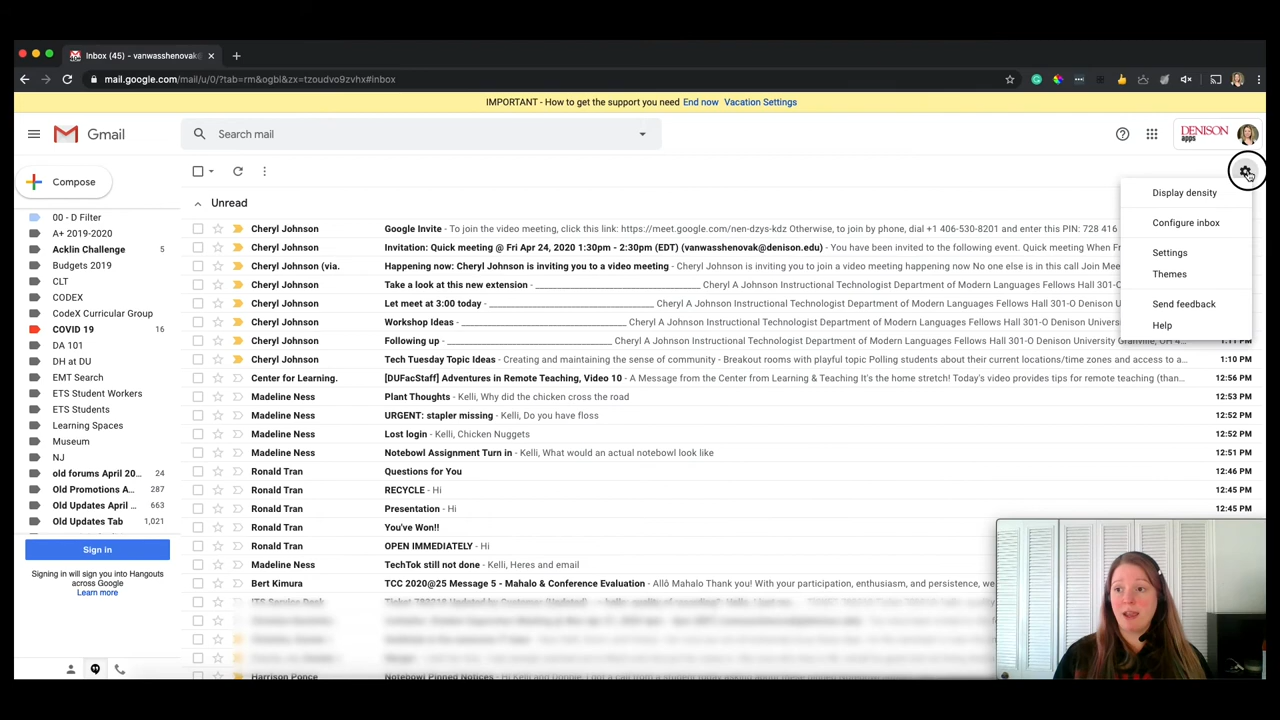 Inbox (45) - vanwasshenovak@
mail.google.com/mail/u/0/?tab=rm&ogbl&zx=tzoudvo9zvhx#inbox
IMPORTANT - How to get the support you need End now Vacation Settings
Gmail
Search mail
DENISON
apps
Compose
Unread
Display density
Configure inbox
Settings
Themes
Send feedback
Help
00 - D Filter
A+ 2019-2020
Acklin Challenge 5
Budgets 2019
CLT
CODEX
CodeX Curricular Group
COVID 19 16
DA 101
DH at DU
EMT Search
ETS Student Workers
ETS Students
Learning Spaces
Museum
NJ
old forums April 20... 24
Old Promotions A... 287
Old Updates April ... 663
Old Updates Tab 1,021
Sign in
Signing in will sign you into Hangouts
across Google
Learn more
Cheryl Johnson Google Invite - To join the video meeting, click this link: https://meet.google.com/nen-dzys-kdz Otherwise, to join by phone, dial +1 406-530-8201 and enter this PIN: 728 416
Cheryl Johnson Invitation: Quick meeting @ Fri Apr 24, 2020 1:30pm - 2:30pm (EDT) (vanwasshenovak@denison.edu) - You have been invited to the following event. Quick meeting When F
Cheryl Johnson (via. Happening now: Cheryl Johnson is inviting you to a video meeting - Cheryl Johnson is inviting you to join a video meeting happening now No one else is in this call Join Mee
Cheryl Johnson Take a look at this new extension - Cheryl A Johnson Instructional Technologist Department of Modern Languages Fellows Hall 301-O Denison
Cheryl Johnson Let meet at 3:00 today - Cheryl A Johnson Instructional Technologist Department of Modern Languages Fellows Hall 301-O Denison Univer
Cheryl Johnson Workshop Ideas - Cheryl A Johnson Instructional Technologist Department of Modern Languages Fellows Hall 301-O Denison Universi
Cheryl Johnson Following up - Cheryl A Johnson Instructional Technologist Department of Modern Languages Fellows Hall 301-O Denison University Granville, OH 1:11 PM
Cheryl Johnson Tech Tuesday Topic Ideas - Creating and maintaining the sense of community - Breakout rooms with playful topic Polling students about their current locations/time zones and access to a... 1:10 PM
Center for Learning. [DUFacStaff] Adventures in Remote Teaching, Video 10 - A Message from the Center from Learning & Teaching It's the home stretch! Today's video provides tips for remote teaching (than... 12:56 PM
Madeline Ness Plant Thoughts - Kelli, Why did the chicken cross the road 12:53 PM
Madeline Ness URGENT: stapler missing - Kelli, Do you have floss 12:52 PM
Madeline Ness Lost login - Kelli, Chicken Nuggets 12:52 PM
Madeline Ness Notebowl Assignment Turn in - Kelli, What would an actual notebowl look like 12:51 PM
Ronald Tran Questions for You 12:46 PM
Ronald Tran RECYCLE - Hi 12:45 PM
Ronald Tran Presentation - Hi 12:45 PM
Ronald Tran You've Won!!
Ronald Tran OPEN IMMEDIATELY - Hi
Madeline Ness TechTok still not done - Kelli, Heres and email
Bert Kimura TCC 2020@25 Message 5 - Mahalo & Conference Evaluation - Allô Mahalo Thank you! With your participation, enthusiasm, and persistence, we
Harrison Ponce Notebowl Pinned Notices